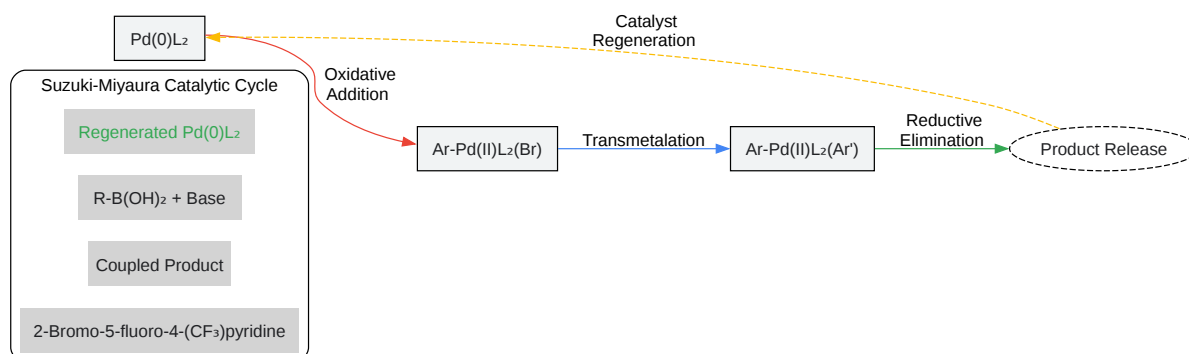 Pd(0)L₂
Suzuki-Miyaura Catalytic Cycle
Regenerated Pd(0)L₂
R-B(OH)₂ + Base
Coupled Product
2-Bromo-5-fluoro-4-(CF₃)pyridine
Oxidative
Addition
Ar-Pd(II)L₂(Br)
Transmetalation
Ar-Pd(II)L₂(Ar')
Reductive
Elimination
Product Release
Catalyst
Regeneration